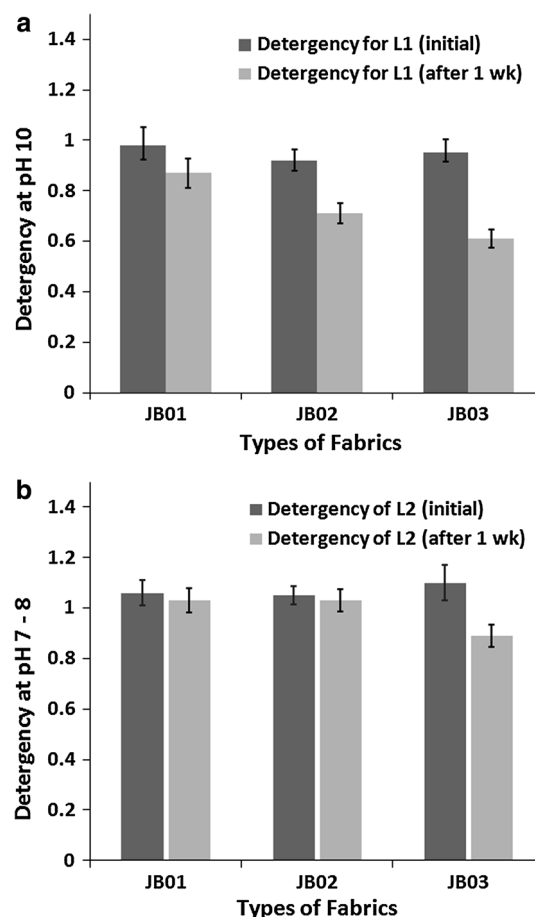 a
1.4
1.2
1
0.8
0.6
0.4
0.2
0
Detergency at pH 10
Detergency for L1 (initial)
Detergency for L1 (after 1 wk)
JB01 JB02 JB03
Types of Fabrics
b
1.4
1.2
1
0.8
0.6
0.4
0.2
0
Detergency at pH 7 - 8
Detergency of L2 (initial)
Detergency of L2 (after 1 wk)
JB01 JB02 JB03
Types of Fabrics